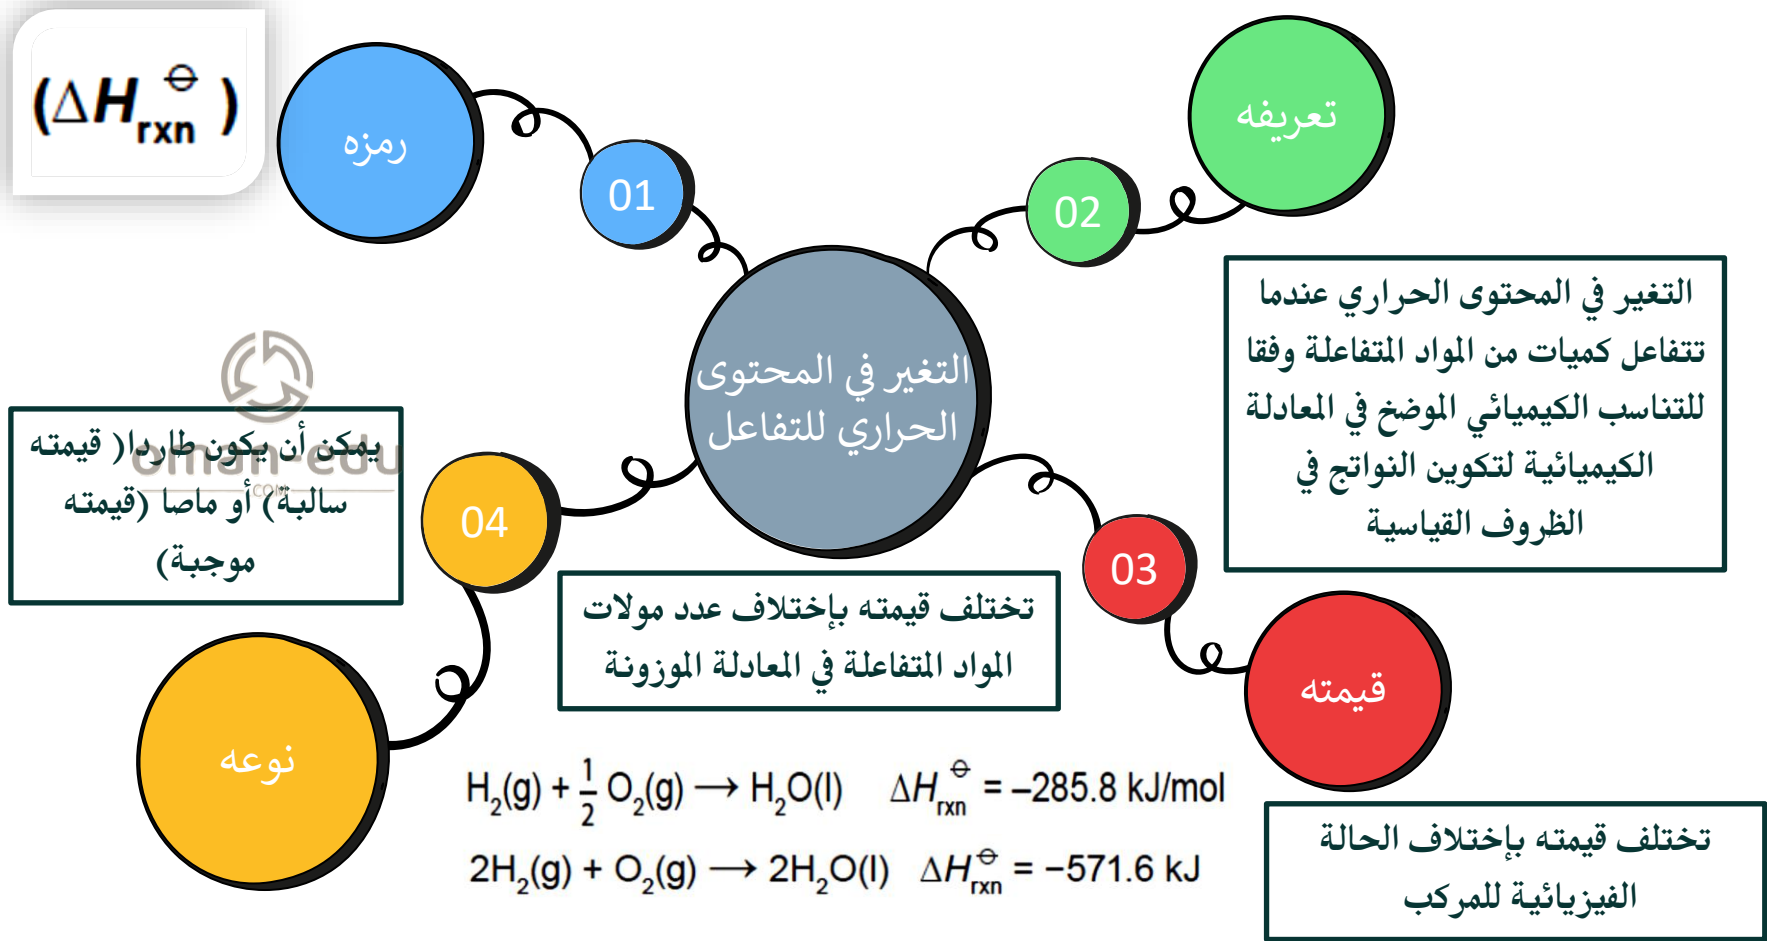 (ΔH rxn ⊖)
رمزه
01
تعريفه
02
التغير في المحتوى
الحراري للتفاعل
التغير في المحتوى الحراري عندما
تتفاعل كميات من المواد المتفاعلة وفقا
للتناسب الكيميائي الموضخ في المعادلة
الكيميائية لتكوين النواتج في
الظروف القياسية
03
قيمته
تختلف قيمته بإختلاف عدد مولات
المواد المتفاعلة في المعادلة الموزونة
تختلف قيمته بإختلاف الحالة
الفيزيائية للمركب
04
نوعه
يمكن أن يكون طاردا( قيمته
سالبة) أو ماصا (قيمته
موجبة)
oman-edu
COM
H₂(g) + 1/2 O₂(g) → H₂O(l) ΔH rxn ⊖ = –285.8 kJ/mol
2H₂(g) + O₂(g) → 2H₂O(l) ΔH rxn ⊖ = −571.6 kJ